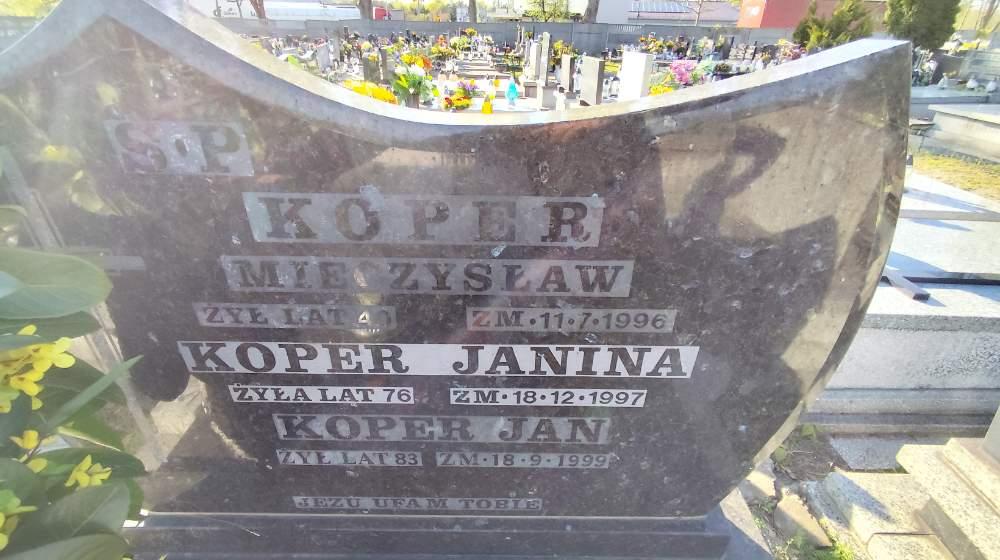 Ś•P
KOPER
MIECZYSŁAW
ŻYŁ LAT
ZM•11•7•1996
KOPER JANINA
ŻYŁA LAT 76 ZM•18•12•1997
KOPER JAN
ŻYŁ LAT 83 ZM•18•9•1999
JEZU UFAM TOBIE